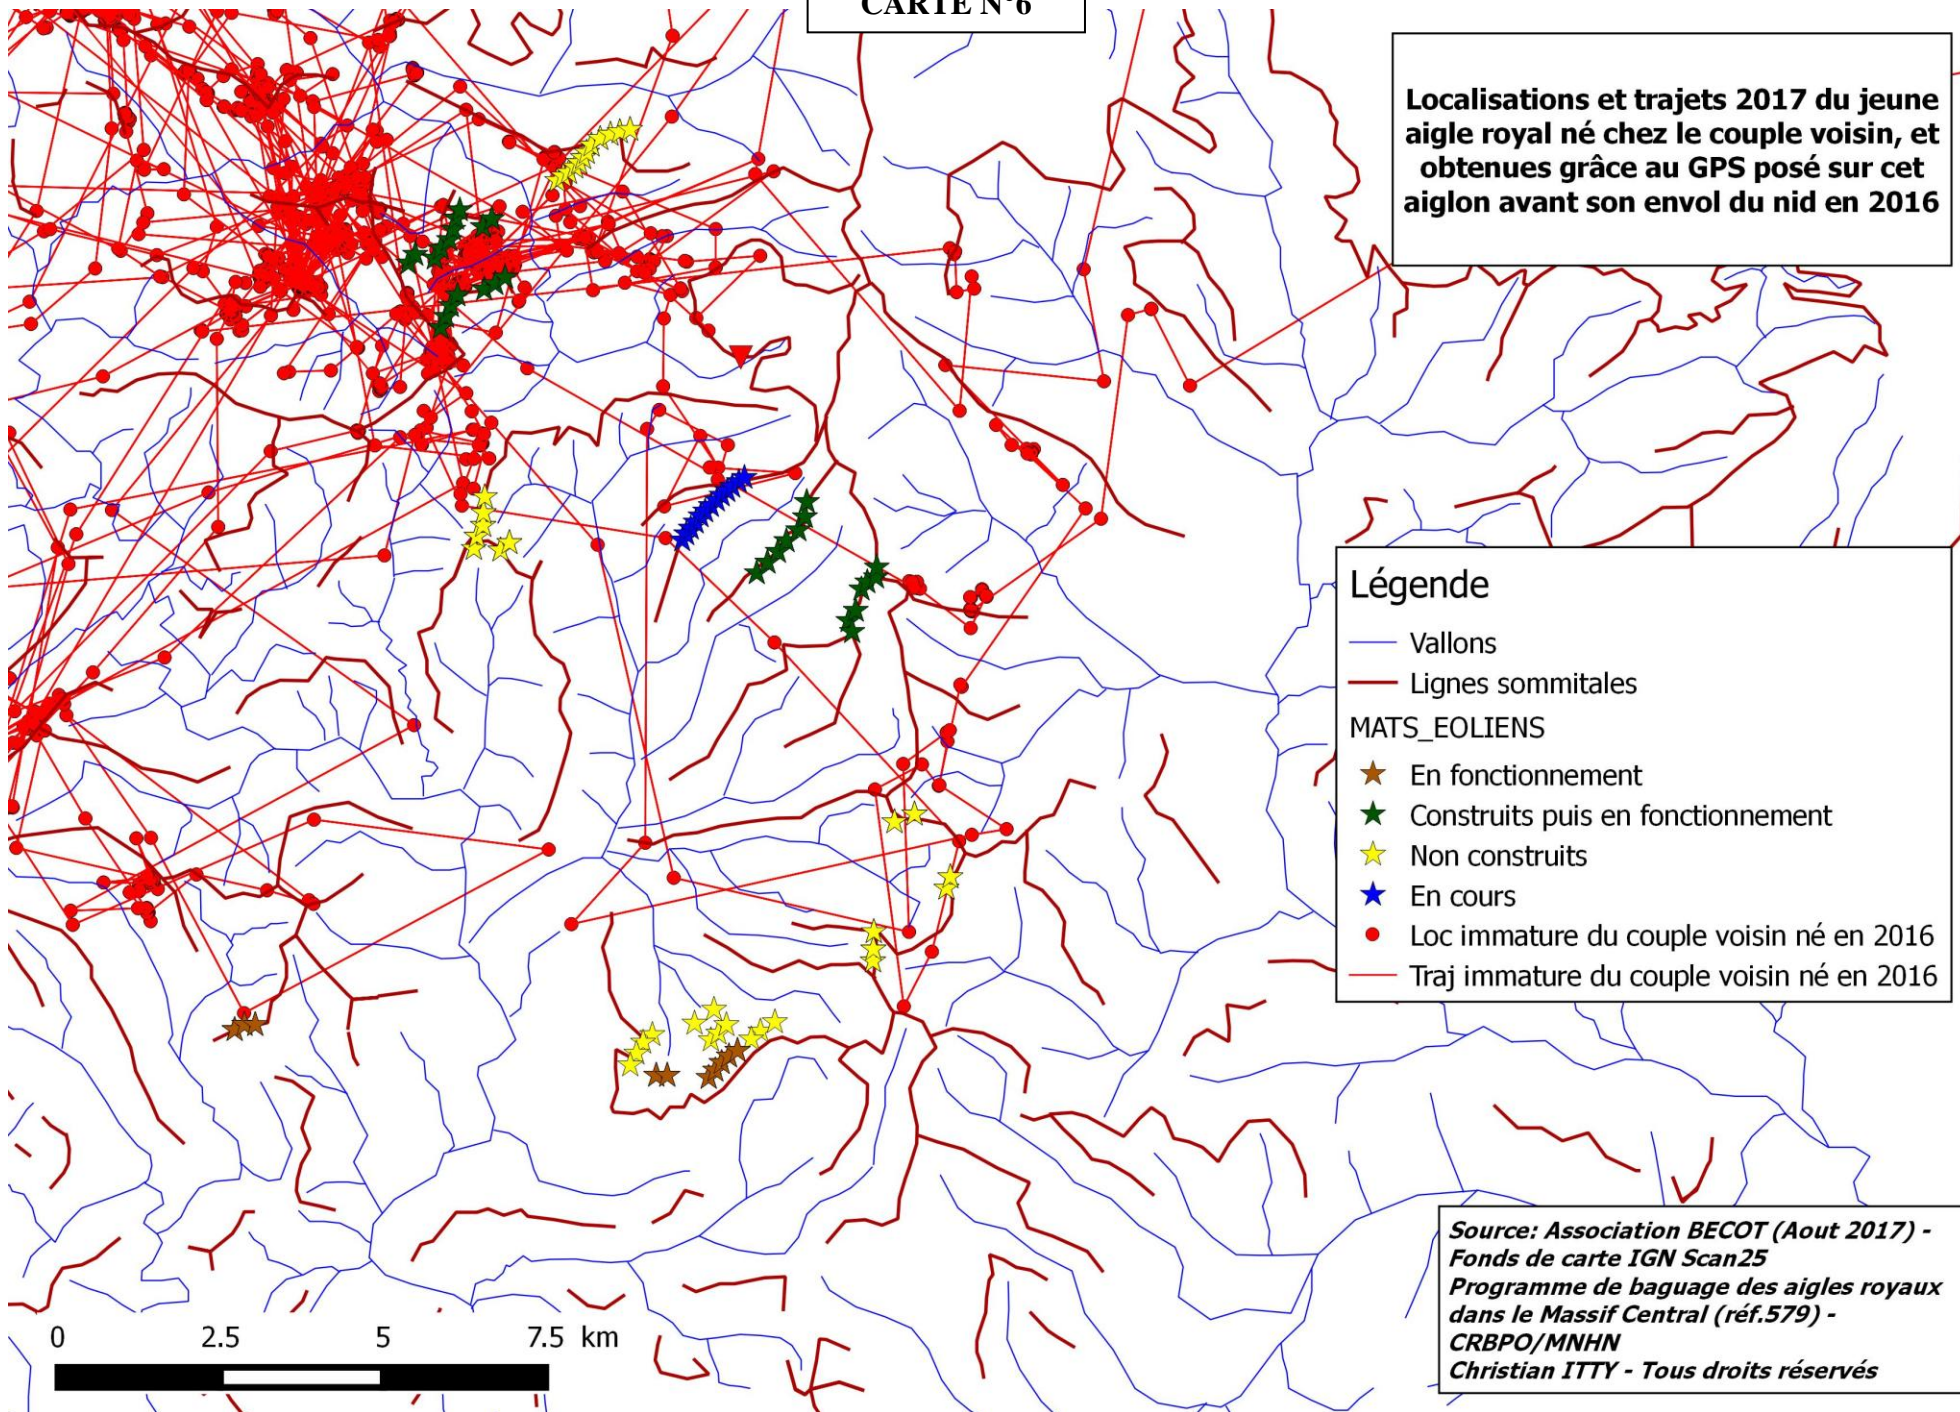 CARTE N°6
Localisations et trajets 2017 du jeune
aigle royal né chez le couple voisin, et
obtenues grâce au GPS posé sur cet
aiglon avant son envol du nid en 2016
Légende
Vallons
Lignes sommitales
MATS_EOLIENS
En fonctionnement
Construits puis en fonctionnement
Non construits
En cours
Loc immature du couple voisin né en 2016
Traj immature du couple voisin né en 2016
Source: Association BECOT (Aout 2017) -
Fonds de carte IGN Scan25
Programme de baguage des aigles royaux
dans le Massif Central (réf.579) -
CRBPO/MNHN
Christian ITTY - Tous droits réservés
0 2.5 5 7.5 km